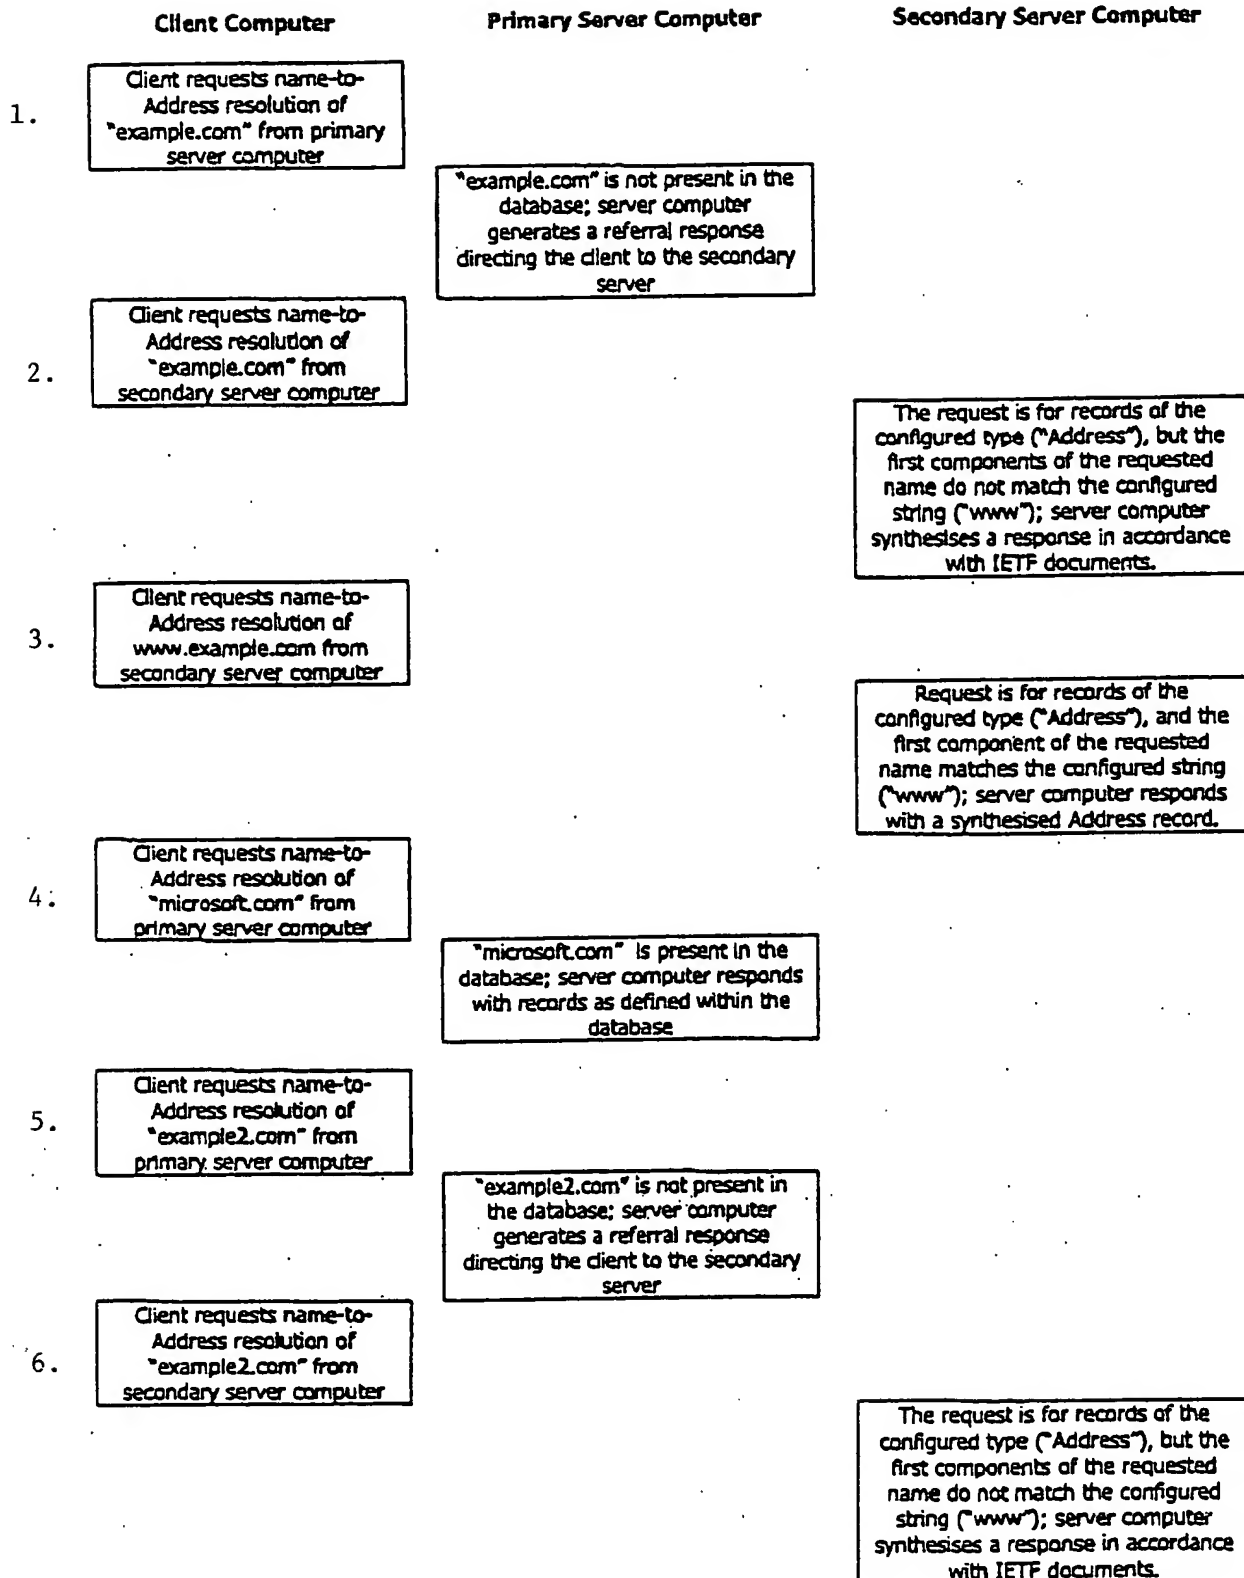 Client Computer
Primary Server Computer
Secondary Server Computer
1.
Client requests name-to-
Address resolution of
"example.com" from primary
server computer
"example.com" is not present in the
database; server computer
generates a referral response
directing the client to the secondary
server
2.
Client requests name-to-
Address resolution of
"example.com" from
secondary server computer
The request is for records of the
configured type ("Address"), but the
first components of the requested
name do not match the configured
string ("www"); server computer
synthesises a response in accordance
with IETF documents.
3.
Client requests name-to-
Address resolution of
www.example.com from
secondary server computer
Request is for records of the
configured type ("Address"), and the
first component of the requested
name matches the configured string
("www"); server computer responds
with a synthesised Address record.
4.
Client requests name-to-
Address resolution of
"microsoft.com" from
primary server computer
"microsoft.com" is present in the
database; server computer responds
with records as defined within the
database
5.
Client requests name-to-
Address resolution of
"example2.com" from
primary server computer
"example2.com" is not present in
the database; server computer
generates a referral response
directing the client to the secondary
server
6.
Client requests name-to-
Address resolution of
"example2.com" from
secondary server computer
The request is for records of the
configured type ("Address"), but the
first components of the requested
name do not match the configured
string ("www"); server computer
synthesises a response in accordance
with IETF documents.